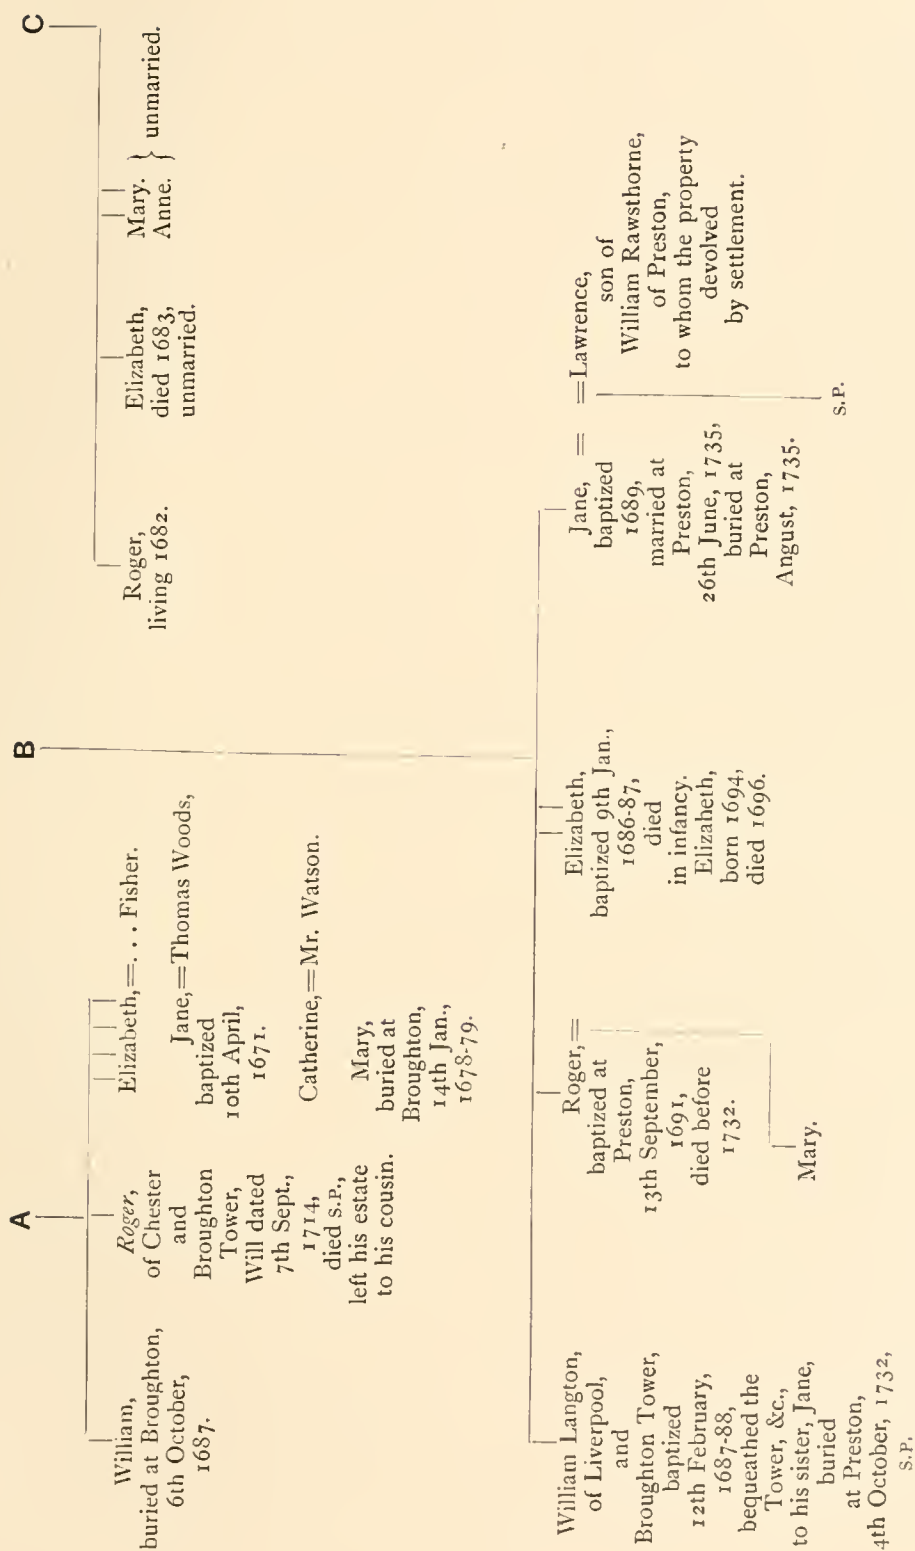 A
William,
buried at Broughton,
6th October,
1687.
Roger,
of Chester
and
Broughton
Tower,
Will dated
7th Sept.,
1714,
died S.P.,
left his estate
to his cousin.
Elizabeth,=. . . Fisher.
Jane,=Thomas Woods,
baptized
10th April,
1671.
Catherine,=Mr. Watson.
Mary,
buried at
Broughton,
14th Jan.,
1678-79.
B
William Langton,
of Liverpool,
and
Broughton Tower,
baptized
12th February,
1687-88,
bequeathed the
Tower, &c.,
to his sister, Jane,
buried
at Preston,
4th October, 1732,
S.P.
Roger,=
baptized at
Preston,
13th September,
1691,
died before
1732.
Mary.
Elizabeth,
baptized 9th Jan.,
1686-87,
died
in infancy.
Elizaheth,
born 1694,
died 1696.
Jane, = =Lawrence,
baptized
1689,
married at
Preston,
26th June, 1735,
buried at
Preston,
Angust, 1735.
son of
William Rawsthorne,
of Preston,
to whom the property
devolved
by settlement.
S.P.
C
Roger,
living 1682.
Elizabeth,
died 1683,
unmarried.
Mary.
Anne.
} unmarried.